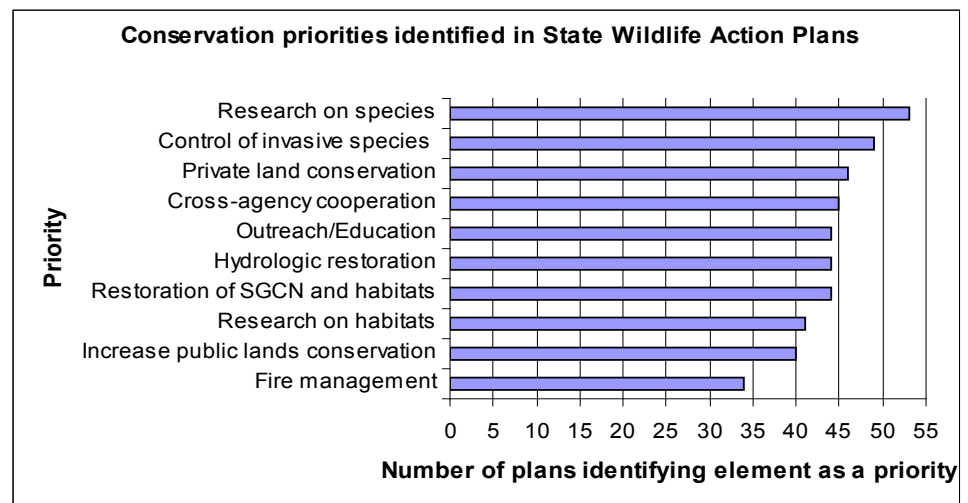 Conservation priorities identified in State Wildlife Action Plans
Priority
Research on species
Control of invasive species
Private land conservation
Cross-agency cooperation
Outreach/Education
Hydrologic restoration
Restoration of SGCN and habitats
Research on habitats
Increase public lands conservation
Fire management
0 5 10 15 20 25 30 35 40 45 50 55
Number of plans identifying element as a priority